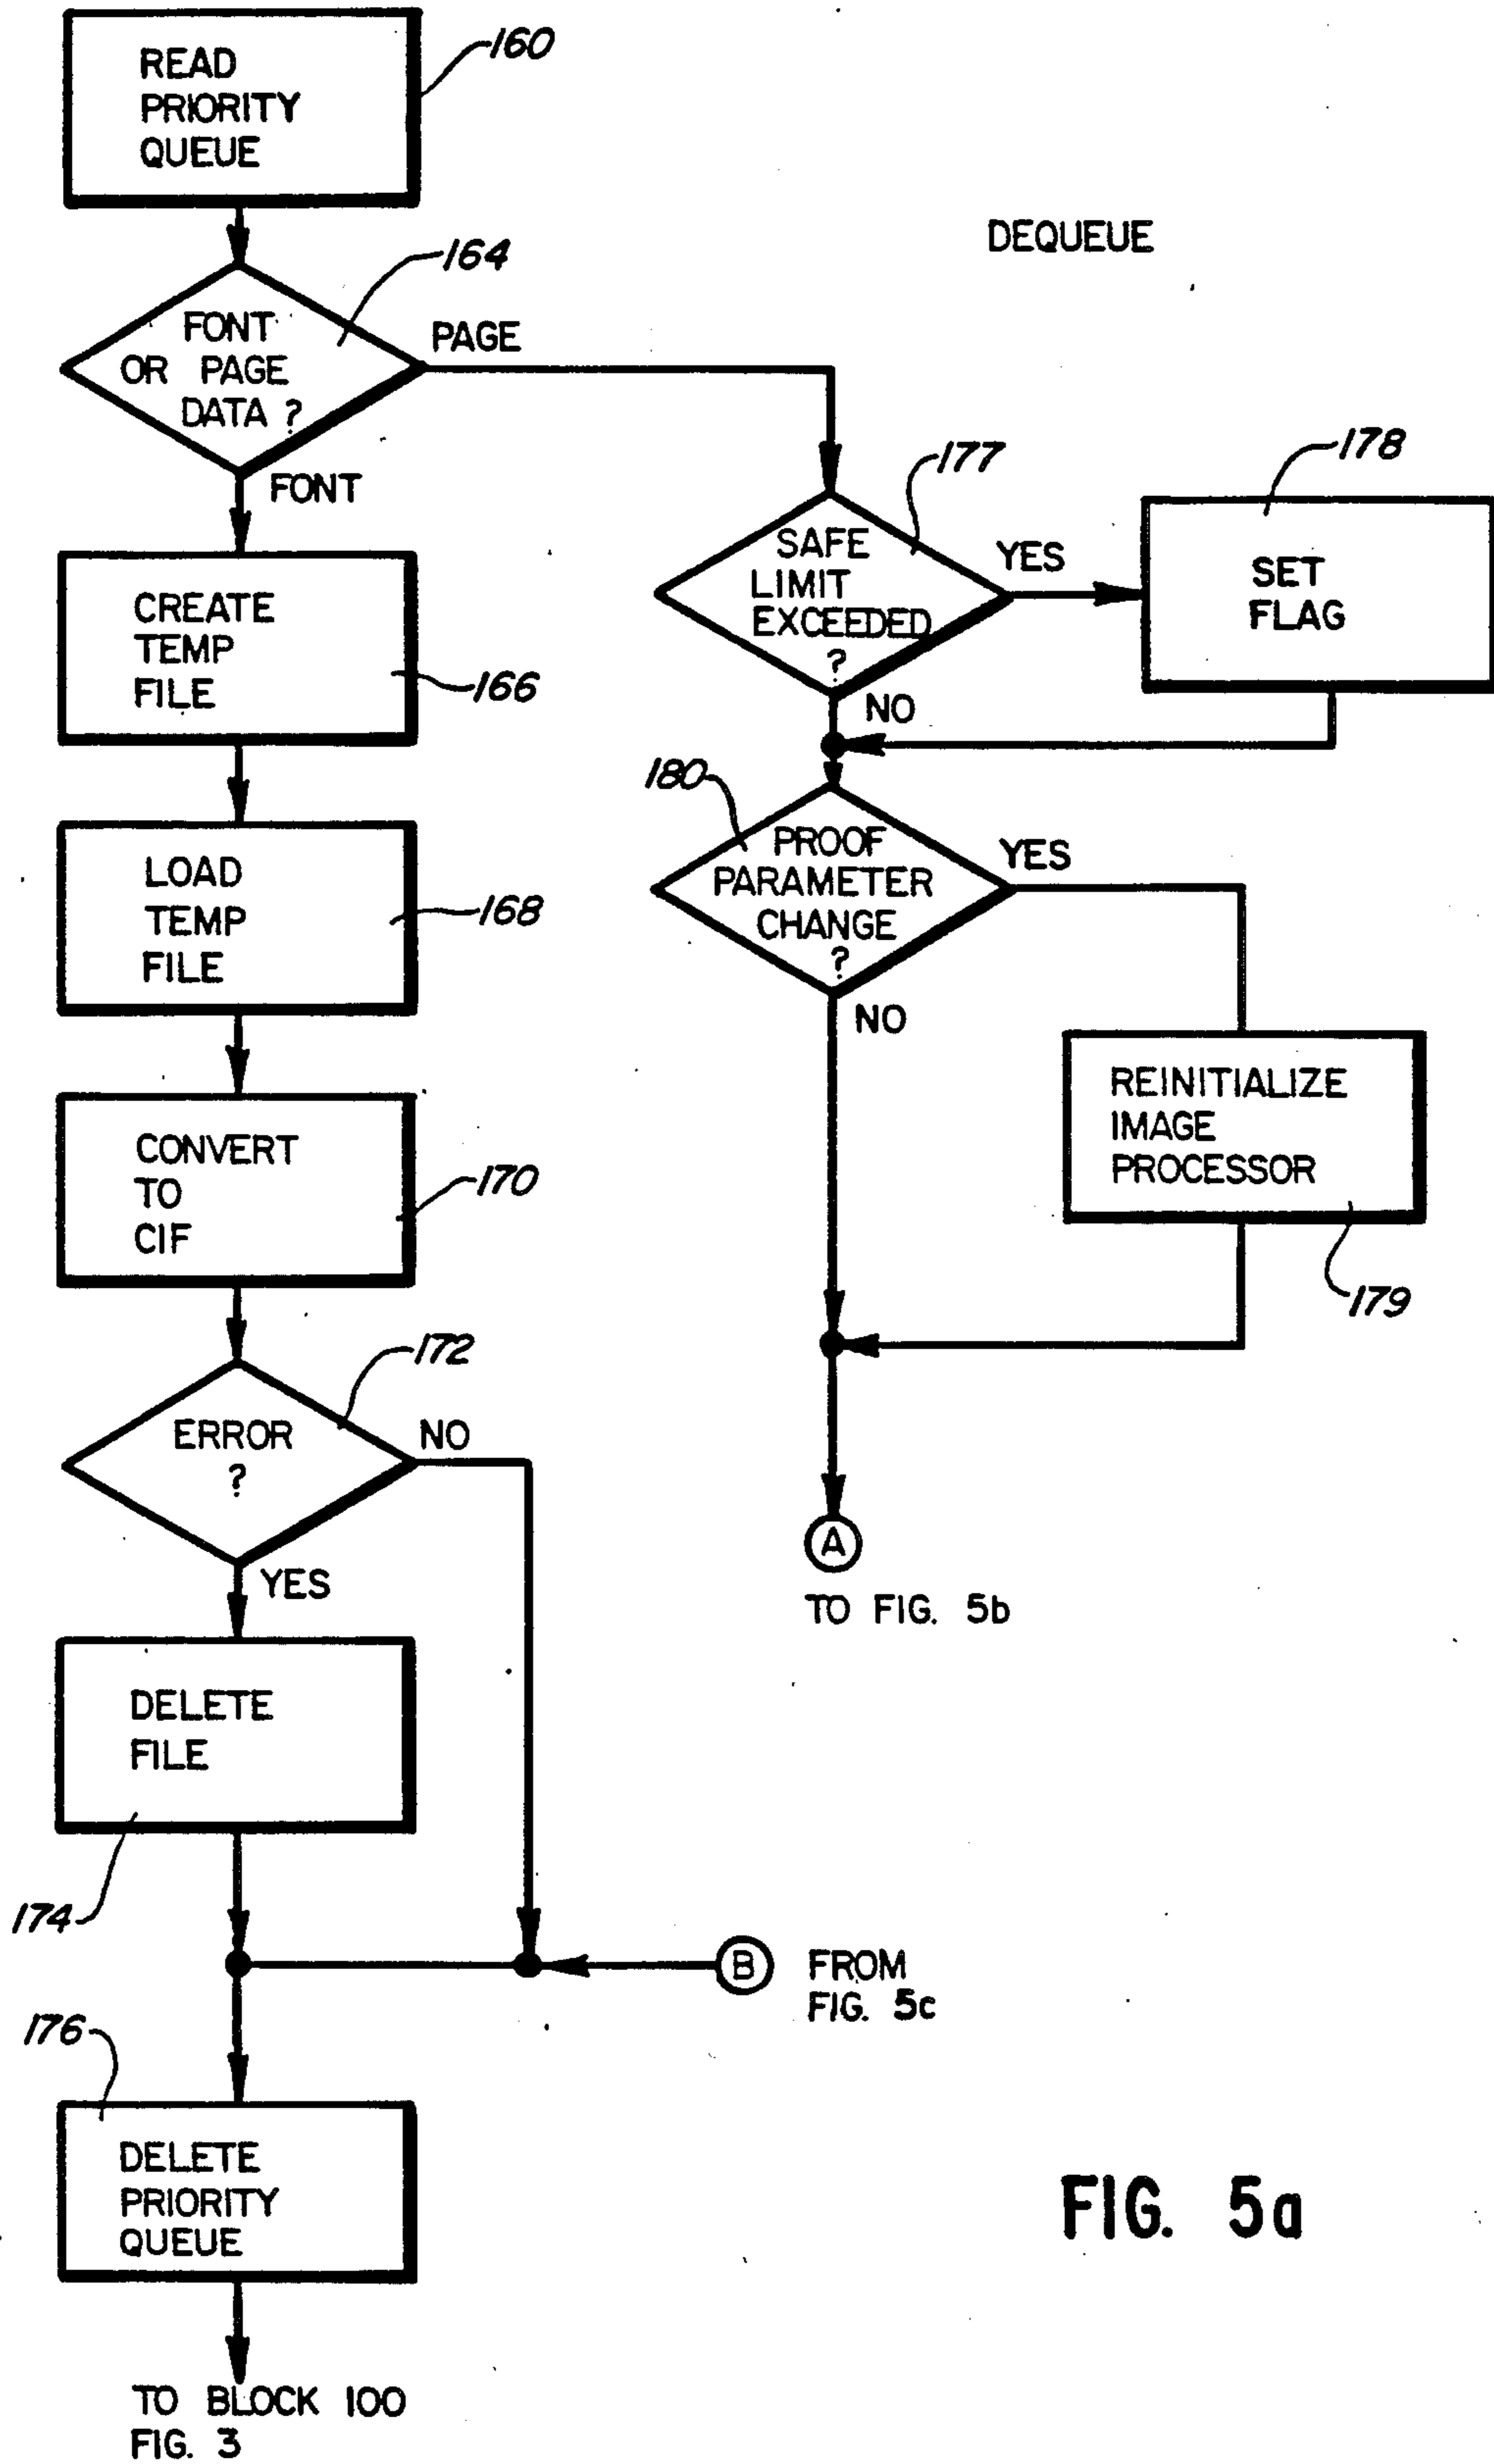 READ
PRIORITY
QUEUE
160
DEQUEUE
164
FONT
OR PAGE
DATA ?
PAGE
FONT
177
178
SAFE
LIMIT
EXCEEDED
?
YES
SET
FLAG
NO
CREATE
TEMP
FILE
166
180
PROOF
PARAMETER
CHANGE
?
YES
NO
LOAD
TEMP
FILE
168
REINITIALIZE
IMAGE
PROCESSOR
179
CONVERT
TO
CIF
170
172
ERROR
?
NO
YES
A
TO FIG. 5b
DELETE
FILE
174
B
FROM
FIG. 5c
176
DELETE
PRIORITY
QUEUE
FIG. 5a
TO BLOCK 100
FIG. 3